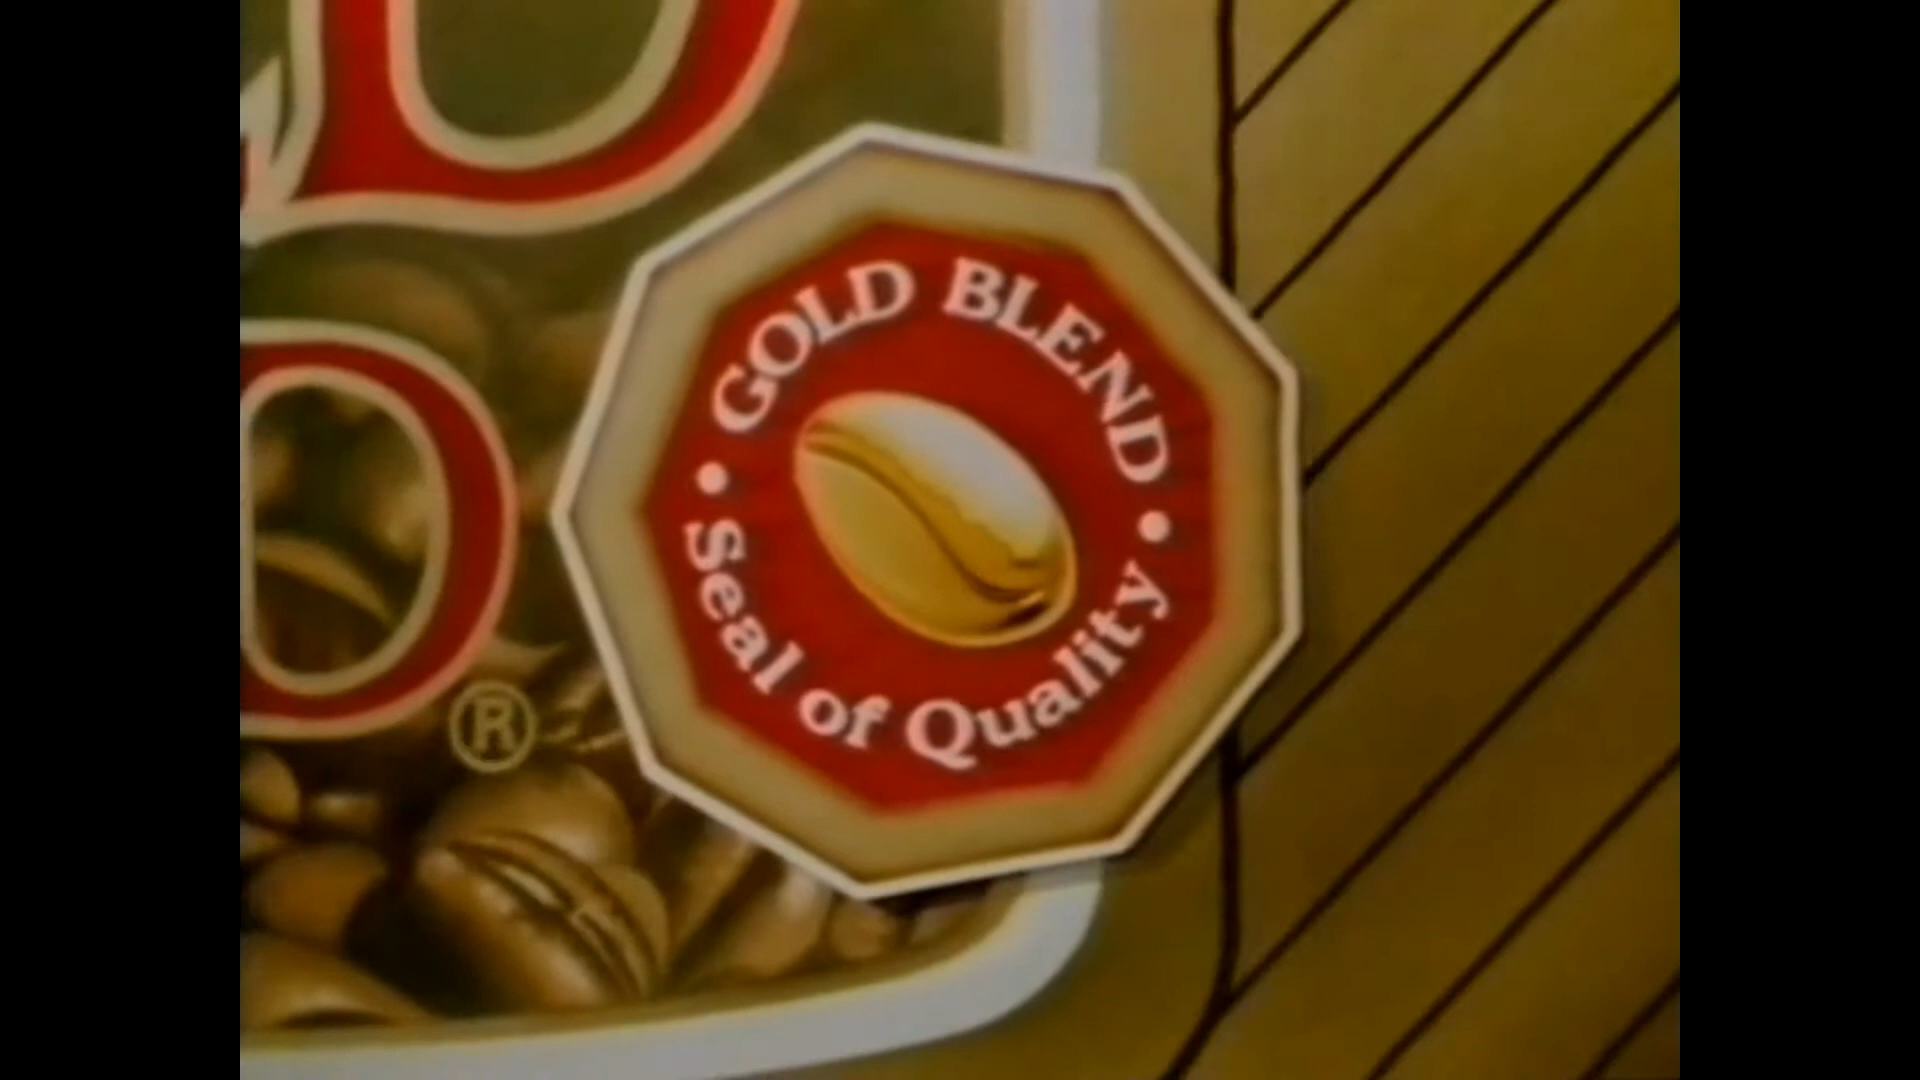 GOLD BLEND
• Seal of Quality •
®